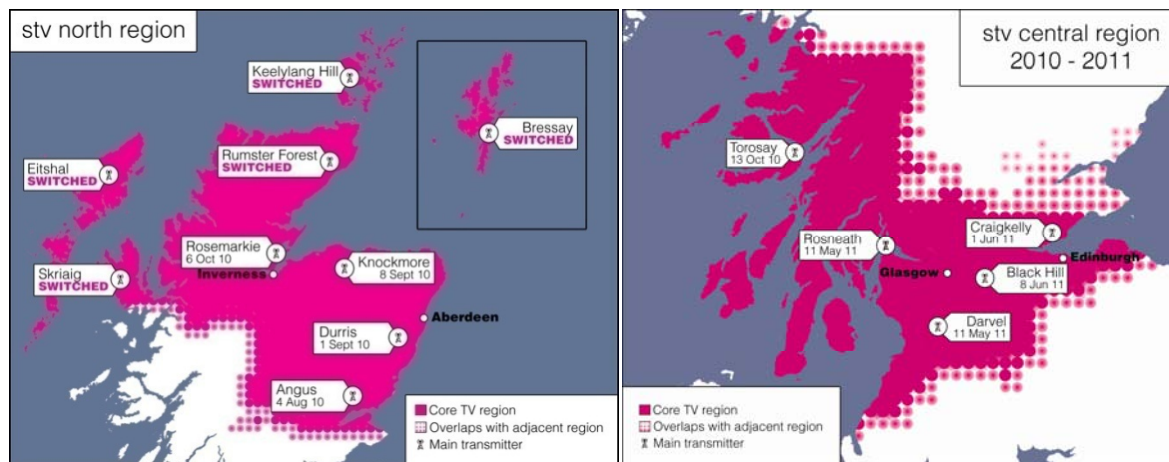 stv north region
Keelylang Hill
SWITCHED
Bressay
SWITCHED
Rumster Forest
SWITCHED
Eitshal
SWITCHED
Rosemarkie
6 Oct 10
Inverness
Knockmore
8 Sept 10
Skriaig
SWITCHED
Aberdeen
Durris
1 Sept 10
Angus
4 Aug 10
Core TV region
Overlaps with adjacent region
Main transmitter
stv central region
2010 - 2011
Torosay
13 Oct 10
Rosneath
11 May 11
Craigkelly
1 Jun 11
Edinburgh
Glasgow
Black Hill
8 Jun 11
Darvel
11 May 11
Core TV region
Overlaps with adjacent region
Main transmitter